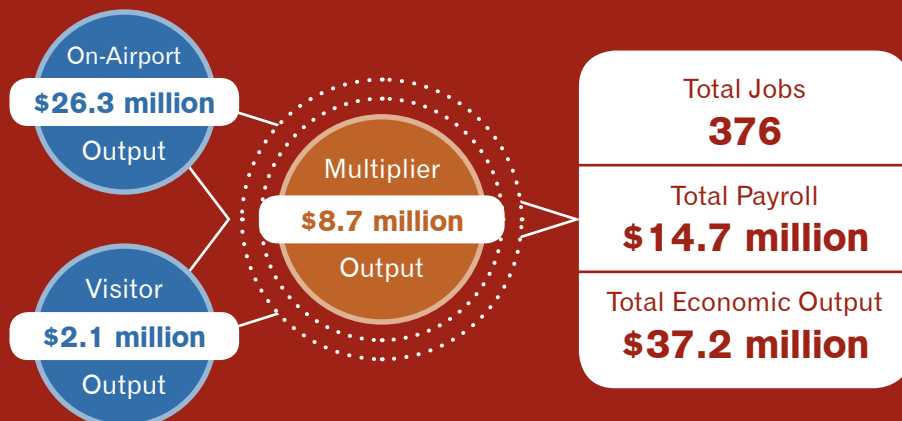 On-Airport
$26.3 million
Output
Visitor
$2.1 million
Output
Multiplier
$8.7 million
Output
Total Jobs
376
Total Payroll
$14.7 million
Total Economic Output
$37.2 million